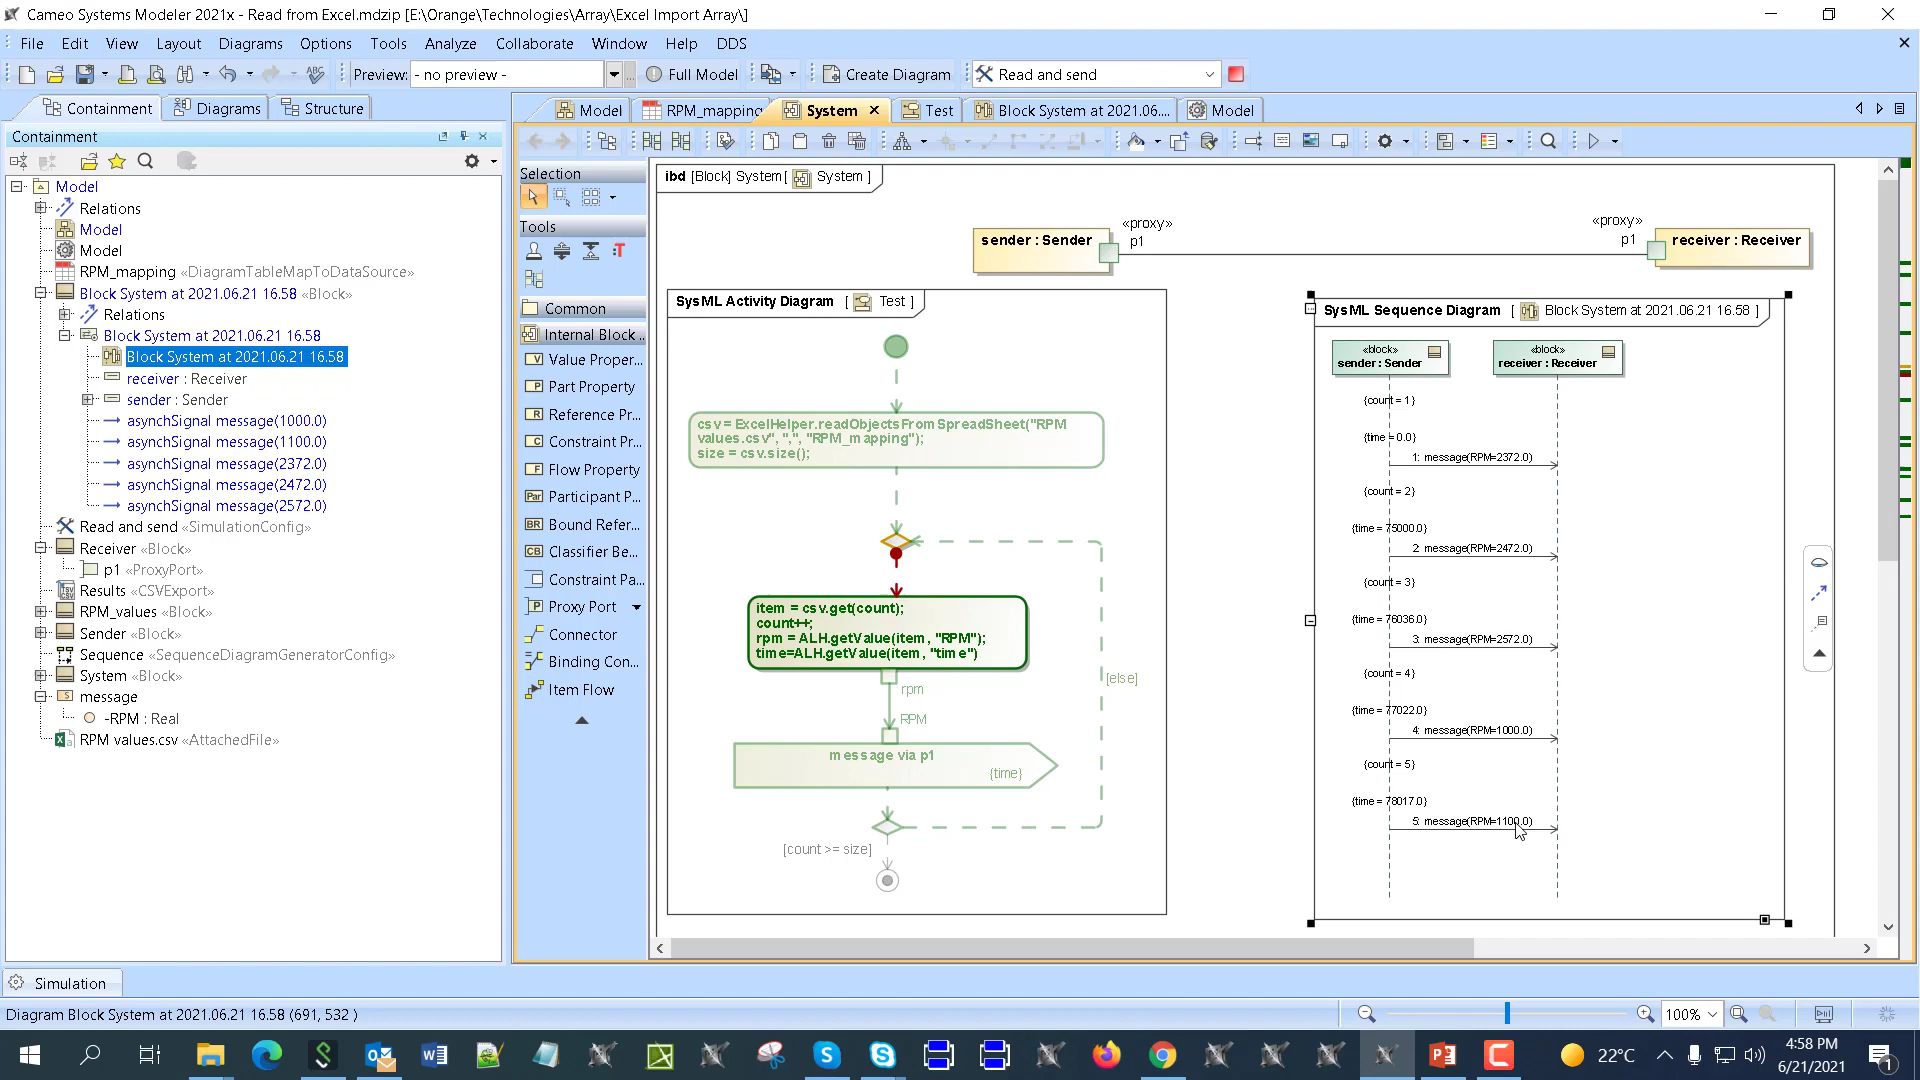 Cameo Systems Modeler 2021x - Read from Excel.mdzip [E:\Orange\Technologies\Array\Excel Import Array\]
File Edit View Layout Diagrams Options Tools Analyze Collaborate Window Help DDS
Preview: - no preview - Full Model Create Diagram Read and send
Containment Diagrams Structure
Model RPM_mapping System Test Block System at 2021.06.... Model
Containment
Model
Relations
Model
Model
RPM_mapping «DiagramTableMapToDataSource»
Block System at 2021.06.21 16.58 «Block»
Relations
Block System at 2021.06.21 16.58
Block System at 2021.06.21 16.58
receiver : Receiver
sender : Sender
asynchSignal message(1000.0)
asynchSignal message(1100.0)
asynchSignal message(2372.0)
asynchSignal message(2472.0)
asynchSignal message(2572.0)
Read and send «SimulationConfig»
Receiver «Block»
p1 «ProxyPort»
Results «CSVExport»
RPM_values «Block»
Sender «Block»
Sequence «SequenceDiagramGeneratorConfig»
System «Block»
message
-RPM : Real
RPM values.csv «AttachedFile»
Selection
Tools
Common
Internal Block ..
Value Proper...
Part Property
Reference Pr...
Constraint Pr...
Flow Property
Participant P...
Bound Refer...
Classifier Be...
Constraint Pa...
Proxy Port
Connector
Binding Con...
Item Flow
ibd [Block] System[ System ]
sender : Sender
«proxy»
p1
«proxy»
p1
receiver : Receiver
SysML Activity Diagram [ Test ]
csv = ExcelHelper.readObjectsFromSpreadSheet("RPM
values.csv", ",", "RPM_mapping");
size = csv.size();
item = csv.get(count);
count++;
rpm = ALH.getValue(item, "RPM");
time=ALH.getValue(item, "time")
rpm
RPM
[else]
message via p1
{time}
[count >= size]
SysML Sequence Diagram [ Block System at 2021.06.21 16.58 ]
«block»
sender : Sender
«block»
receiver : Receiver
{count = 1}
{time = 0.0}
1: message(RPM=2372.0)
{count = 2}
{time = 75000.0}
2: message(RPM=2472.0)
{count = 3}
{time = 76036.0}
3: message(RPM=2572.0)
{count = 4}
{time = 77022.0}
4: message(RPM=1000.0)
{count = 5}
{time = 78017.0}
5: message(RPM=1100.0)
Simulation
Diagram Block System at 2021.06.21 16.58 (691, 532 )
100%
22°C
4:58 PM
6/21/2021
1